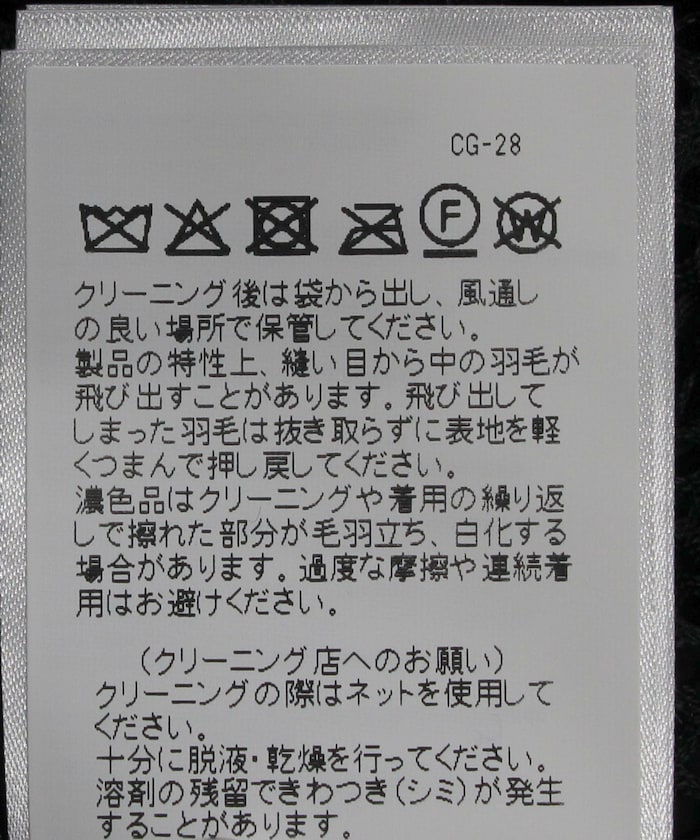 CG-28
F W
クリーニング後は袋から出し、風通し
の良い場所で保管してください。
製品の特性上、縫い目から中の羽毛が
飛び出すことがあります。飛び出して
しまった羽毛は抜き取らずに表地を軽
くつまんで押し戻してください。
濃色品はクリーニングや着用の繰り返
しで擦れた部分が毛羽立ち、白化する
場合があります。過度な摩擦や連続着
用はお避けください。
（クリーニング店へのお願い）
クリーニングの際はネットを使用して
ください。
十分に脱液・乾燥を行ってください。
溶剤の残留できわつき（シミ）が発生
することがあります。